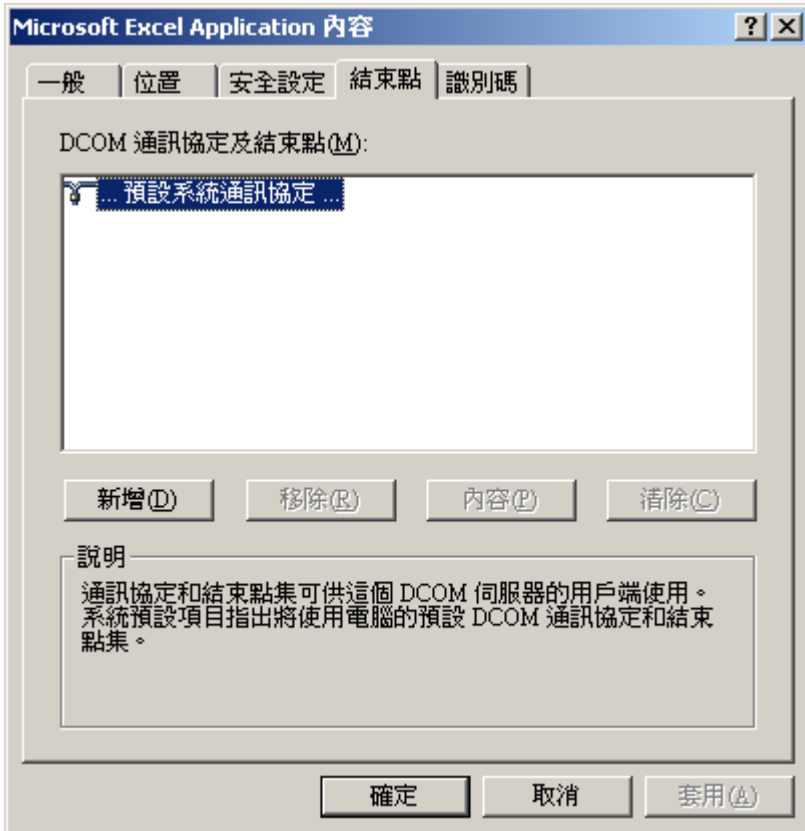 Microsoft Excel Application 內容
一般 位置 安全設定 結束點 識別碼
DCOM 通訊協定及結束點(M):
... 預設系統通訊協定 ...
新增(D) 移除(R) 內容(P) 清除(C)
說明
通訊協定和結束點集可供這個 DCOM 伺服器的用戶端使用。
系統預設項目指出將使用電腦的預設 DCOM 通訊協定和結束
點集。
確定 取消 套用(A)